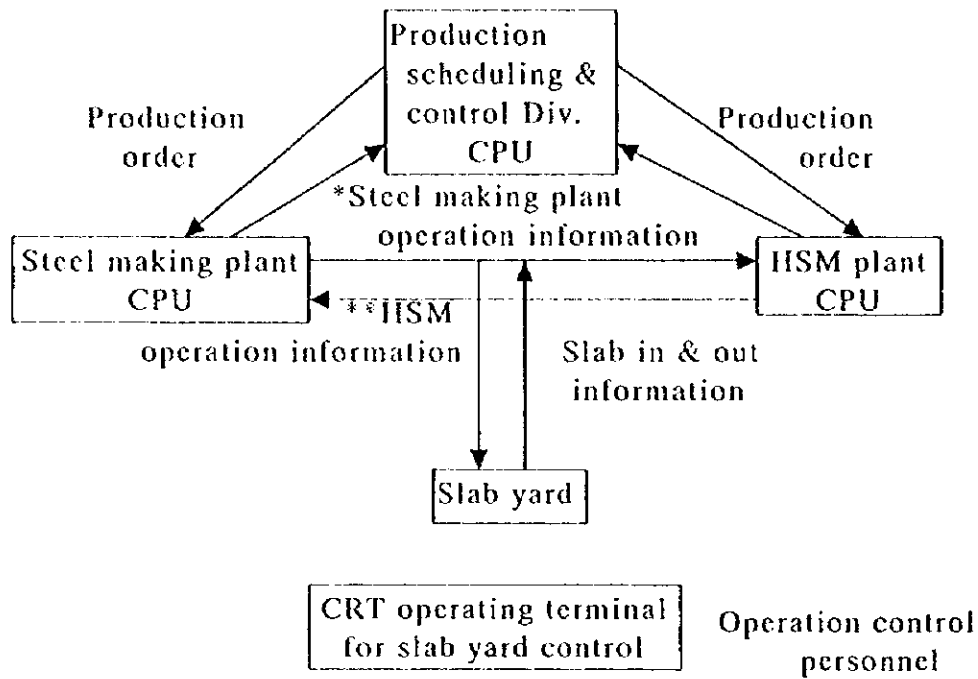 Production
scheduling &
control Div.
CPU
Production
order
Production
order
*Steel making plant
operation information
Steel making plant
CPU
HSM plant
CPU
**HSM
operation information
Slab in & out
information
Slab yard
CRT operating terminal
for slab yard control
Operation control
personnel